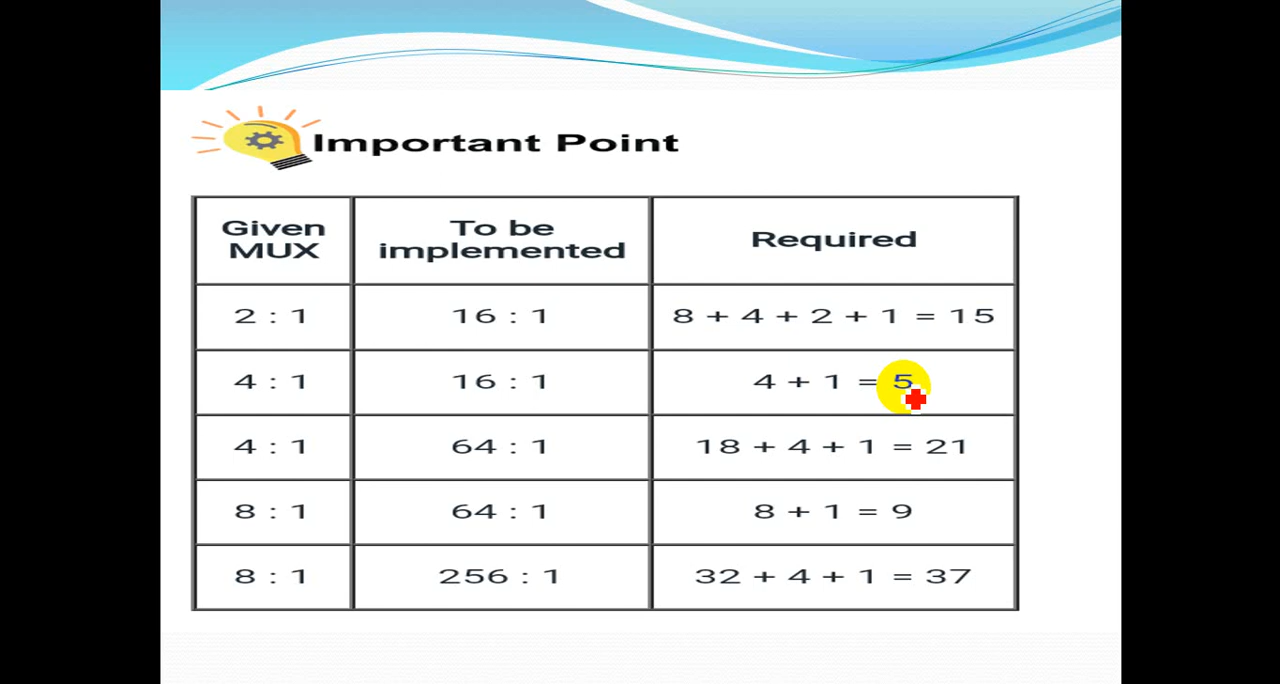 Important Point
Given MUX To be implemented Required
2 : 1 16 : 1 8 + 4 + 2 + 1 = 15
4 : 1 16 : 1 4 + 1 = 5
4 : 1 64 : 1 18 + 4 + 1 = 21
8 : 1 64 : 1 8 + 1 = 9
8 : 1 256 : 1 32 + 4 + 1 = 37